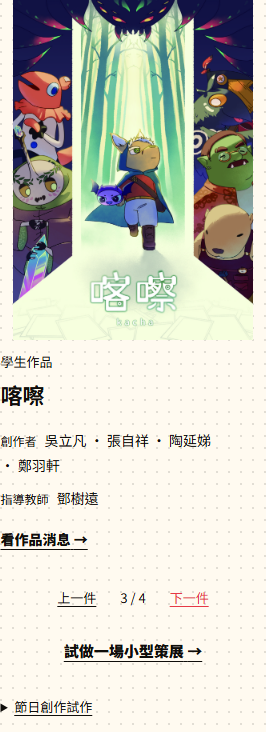 喀嚓
kacha
學生作品
喀嚓
創作者 吳立凡 · 張自祥 · 陶延娣
· 鄭羽軒
指導教師 鄧樹遠
看作品消息 →
上一件 3 / 4 下一件
試做一場小型策展 →
▶ 節日創作試作